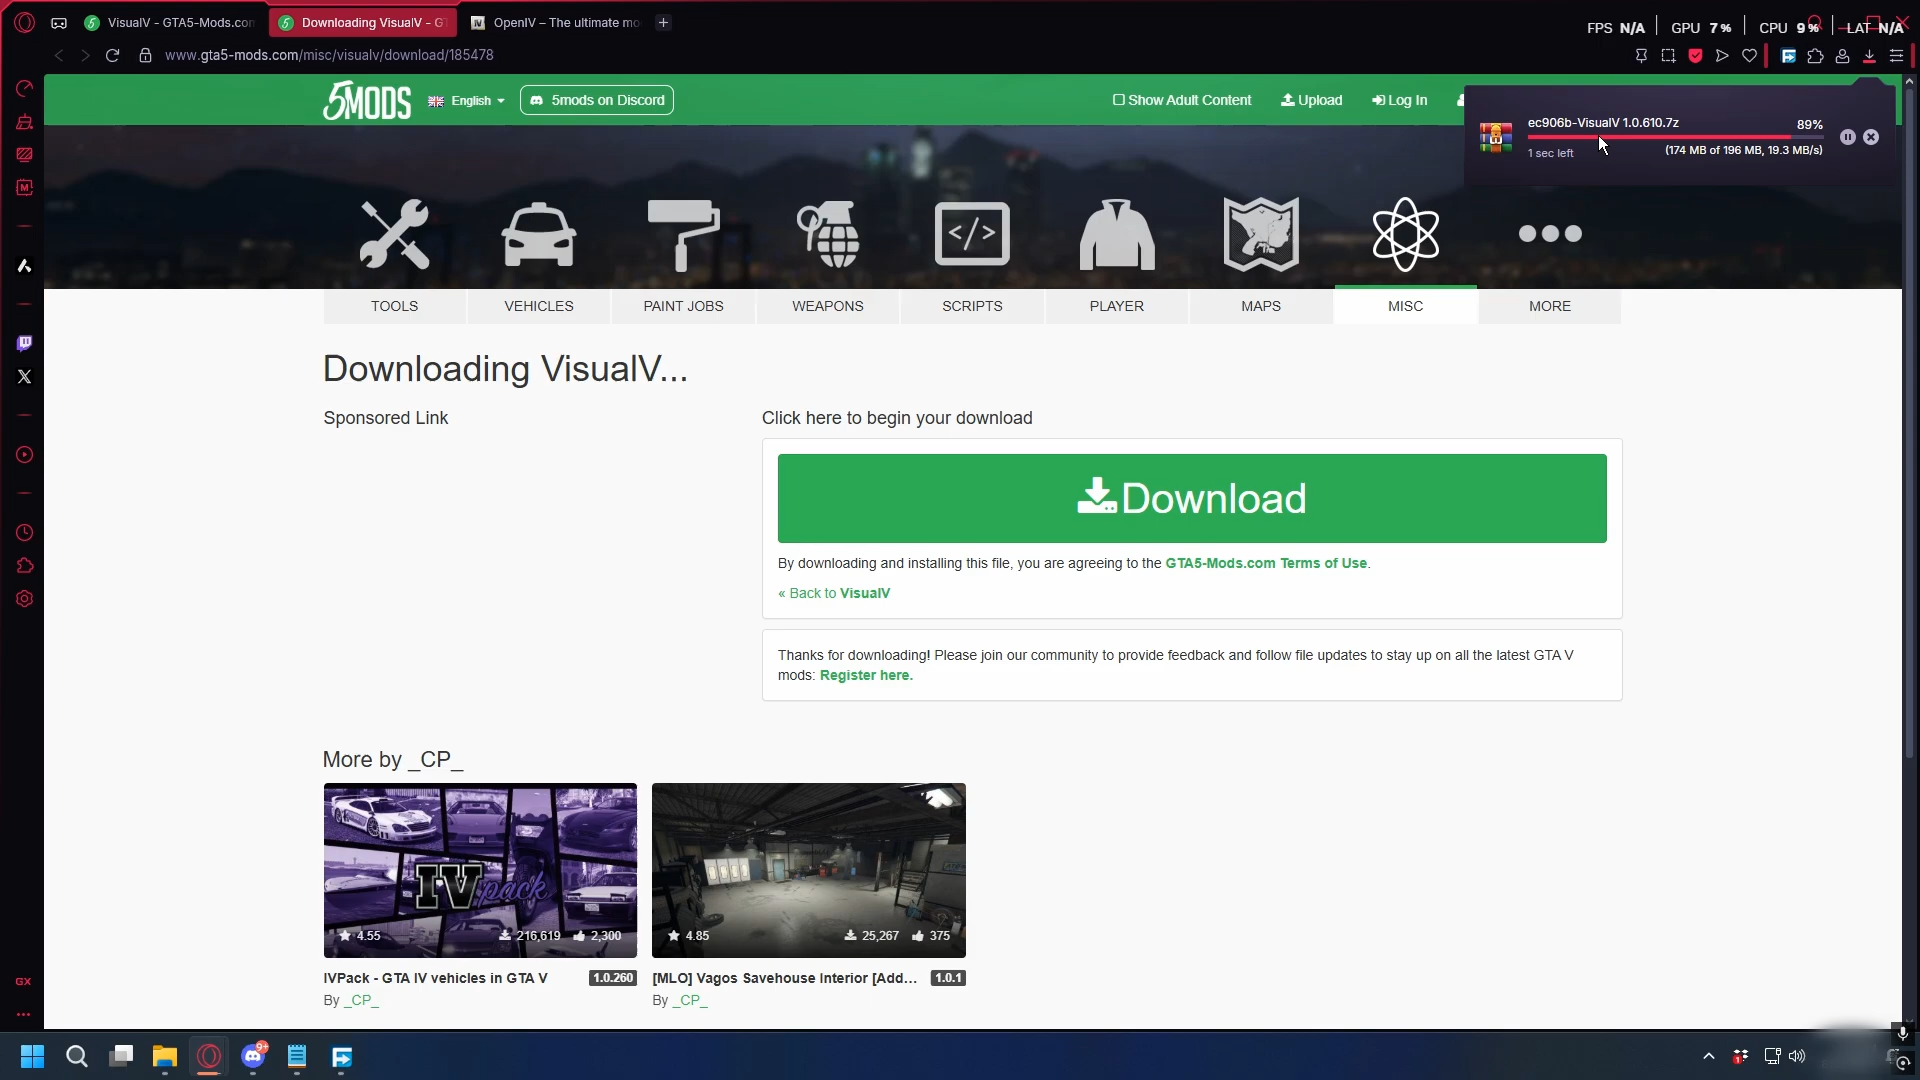 VisualV - GTA5-Mods.con
Downloading VisualV - GT
OpenIV – The ultimate mo
FPS N/A GPU 7% CPU 9% LAT N/A
www.gta5-mods.com/misc/visualv/download/185478
5MODS
English
5mods on Discord
Show Adult Content
Upload
Log In
ec906b-VisualV 1.0.610.7z
89%
1 sec left
(174 MB of 196 MB, 19.3 MB/s)
TOOLS
VEHICLES
PAINT JOBS
WEAPONS
SCRIPTS
PLAYER
MAPS
MISC
MORE
Downloading VisualV...
Sponsored Link
Click here to begin your download
Download
By downloading and installing this file, you are agreeing to the GTA5-Mods.com Terms of Use.
« Back to VisualV
Thanks for downloading! Please join our community to provide feedback and follow file updates to stay up on all the latest GTA V
mods: Register here.
More by _CP_
IV pack
4.55
216,619
2,300
4.85
25,267
375
IVPack - GTA IV vehicles in GTA V
1.0.260
By _CP_
[MLO] Vagos Savehouse Interior [Add...
1.0.1
By _CP_
GX
9+